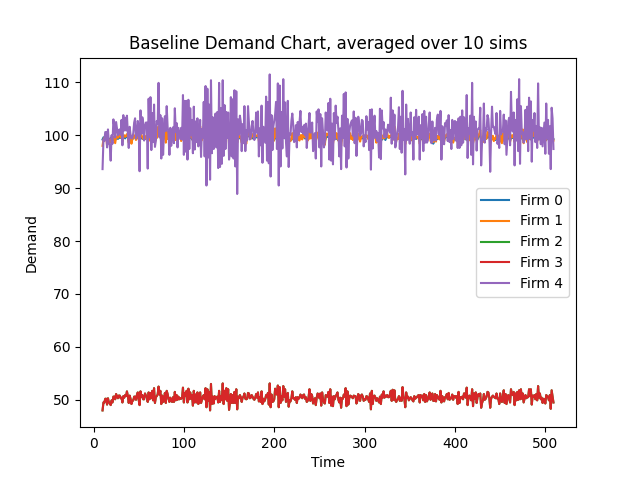 Baseline Demand Chart, averaged over 10 sims
110
100
90
80
70
60
50
Demand
Firm 0
Firm 1
Firm 2
Firm 3
Firm 4
0 100 200 300 400 500
Time